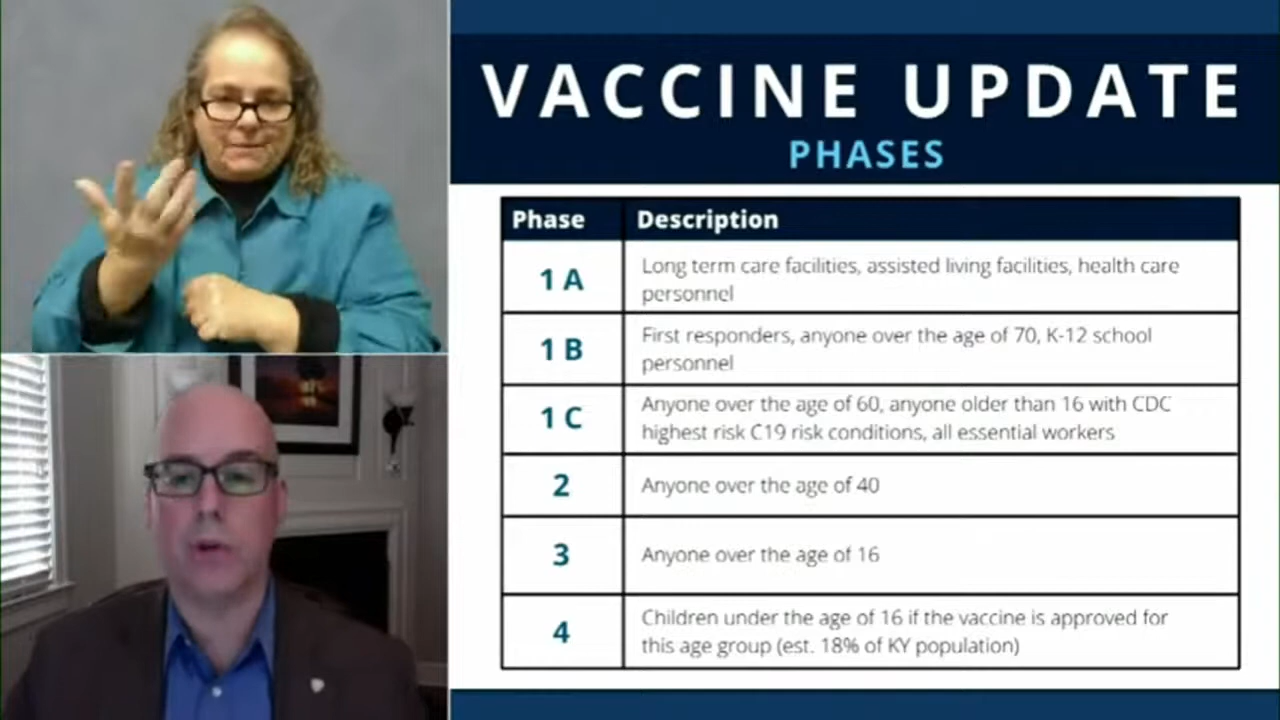 VACCINE UPDATE
PHASES
Phase Description
1 A Long term care facilities, assisted living facilities, health care
personnel
1 B First responders, anyone over the age of 70, K-12 school
personnel
1 C Anyone over the age of 60, anyone older than 16 with CDC
highest risk C19 risk conditions, all essential workers
2 Anyone over the age of 40
3 Anyone over the age of 16
4 Children under the age of 16 if the vaccine is approved for
this age group (est. 18% of KY population)